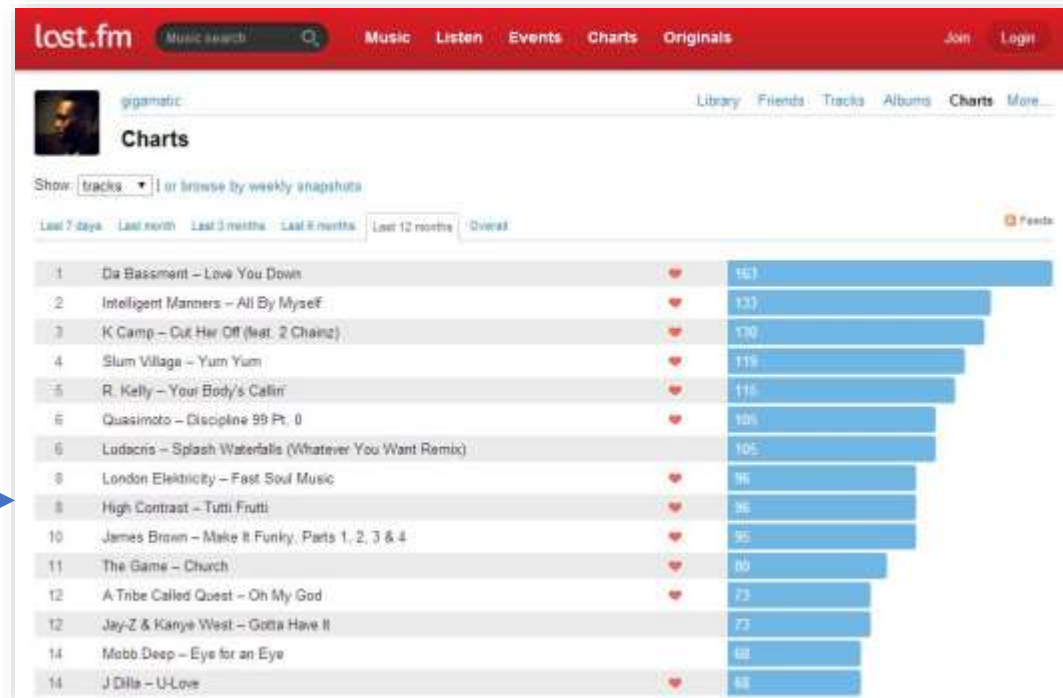 last.fm Music search Music Listen Events Charts Originals Join Login
gigamatic Library Friends Tracks Albums Charts More...
Charts
Show: tracks | or browse by weekly snapshots
Last 7 days Last month Last 3 months Last 6 months Last 12 months Overall Feeds
1 Da Bassment – Love You Down 163
2 Intelligent Manners – All By Myself 133
3 K Camp – Cut Her Off (feat. 2 Chainz) 130
4 Slum Village – Yum Yum 119
5 R. Kelly – Your Body's Callin' 115
6 Quasimoto – Discipline 99 Pt. 0 105
6 Ludacris – Splash Waterfalls (Whatever You Want Remix) 105
8 London Elektricity – Fast Soul Music 96
8 High Contrast – Tutti Frutti 96
10 James Brown – Make It Funky, Parts 1, 2, 3 & 4 95
11 The Game – Church 80
12 A Tribe Called Quest – Oh My God 73
12 Jay-Z & Kanye West – Gotta Have It 73
14 Mobb Deep – Eye for an Eye 68
14 J Dilla – U-Love 68